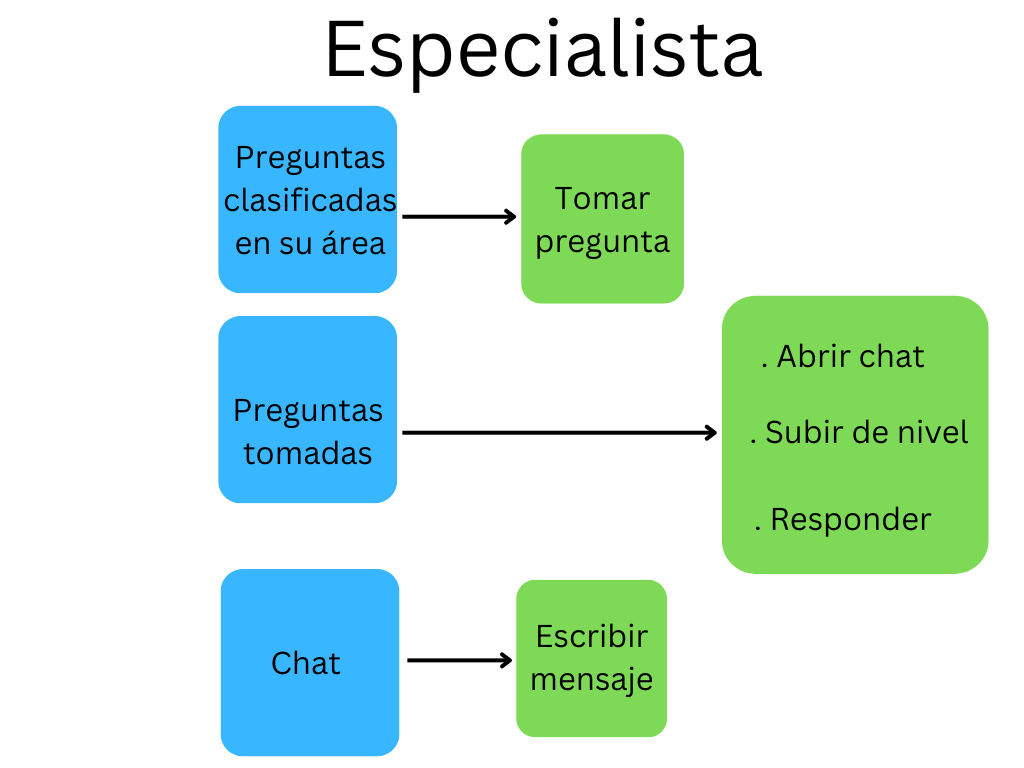 Especialista
Preguntas
clasificadas
en su área
Tomar
pregunta
Preguntas
tomadas
. Abrir chat
. Subir de nivel
. Responder
Chat
Escribir
mensaje